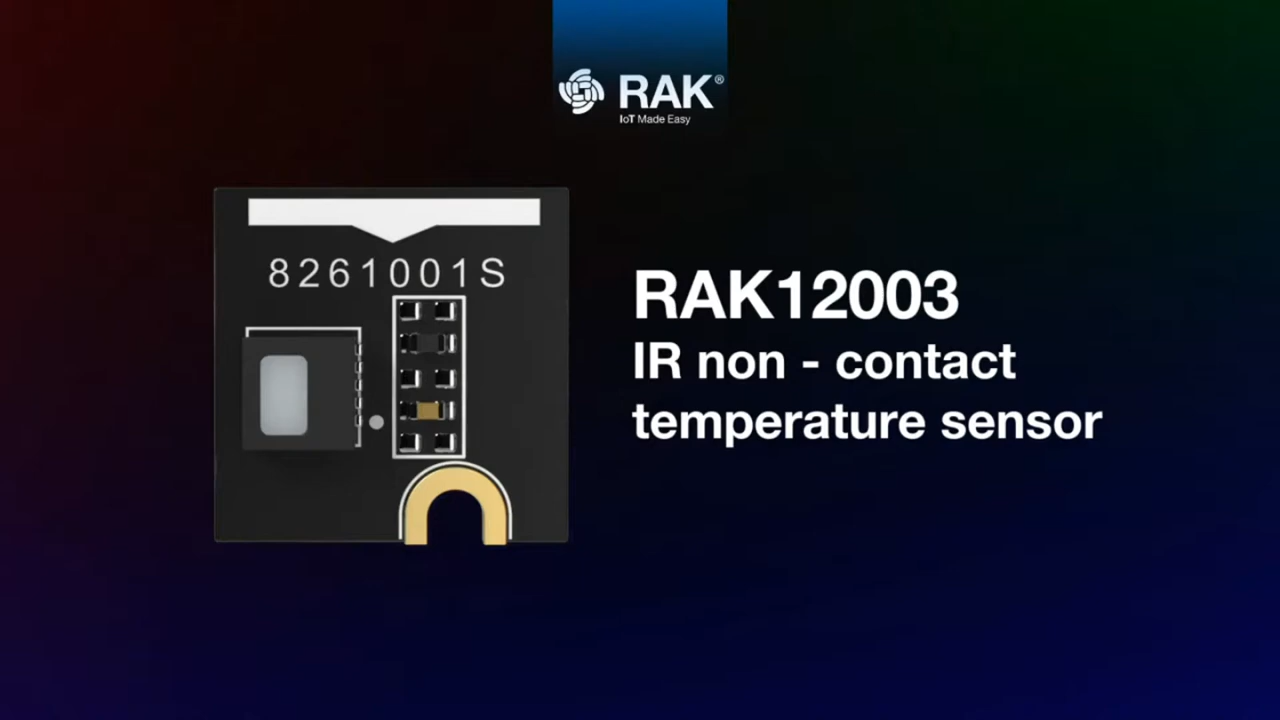 RAK®
IoT Made Easy
8261001S
RAK12003
IR non - contact
temperature sensor